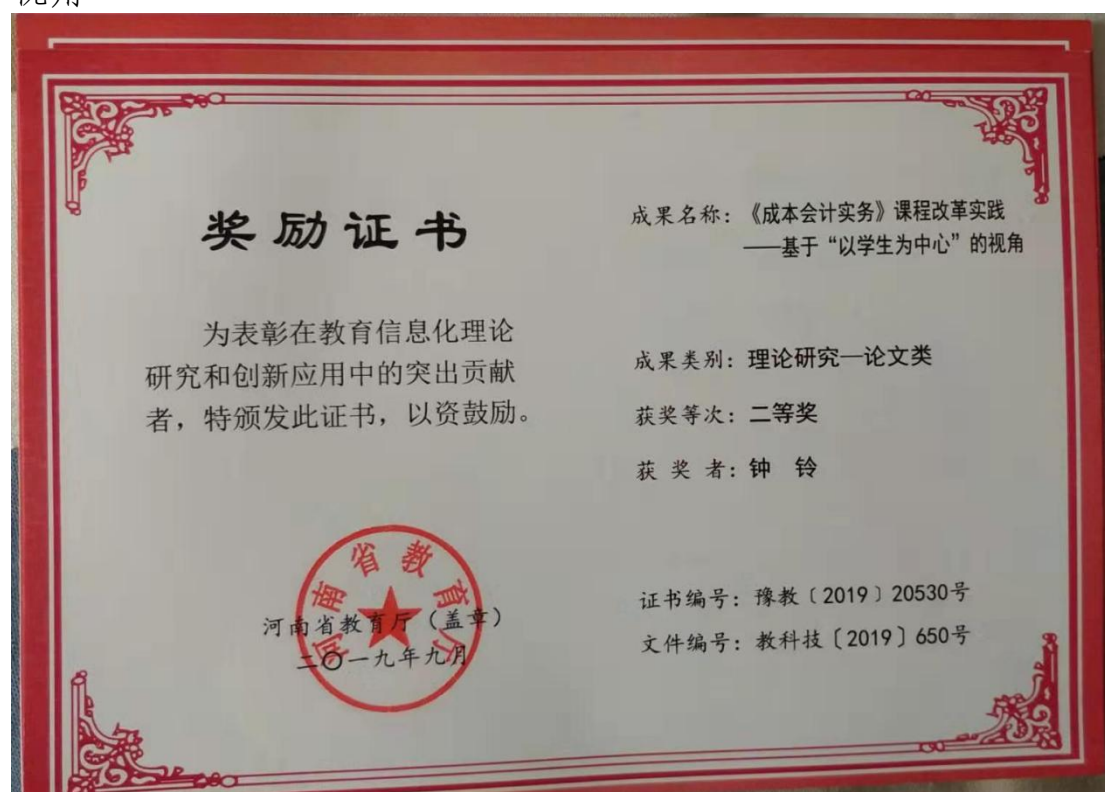 奖励证书
为表彰在教育信息化理论
研究和创新应用中的突出贡献
者，特颁发此证书，以资鼓励。
河南省教育厅
河南省教育厅（盖章）
二〇一九年九月
成果名称：《成本会计实务》课程改革实践
——基于“以学生为中心”的视角
成果类别：理论研究—论文类
获奖等次：二等奖
获 奖 者：钟 铃
证书编号：豫教〔2019〕20530号
文件编号：教科技〔2019〕650号